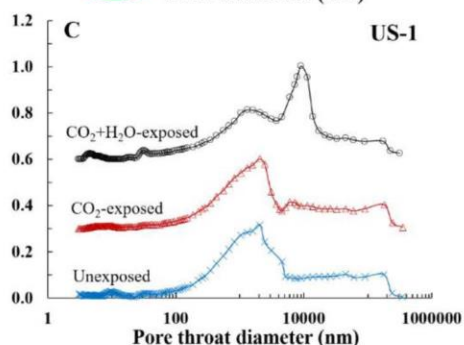 C
US-1
1.2
1.0
0.8
0.6
0.4
0.2
0.0
CO₂+H₂O-exposed
CO₂-exposed
Unexposed
1
100
10000
1000000
Pore throat diameter (nm)